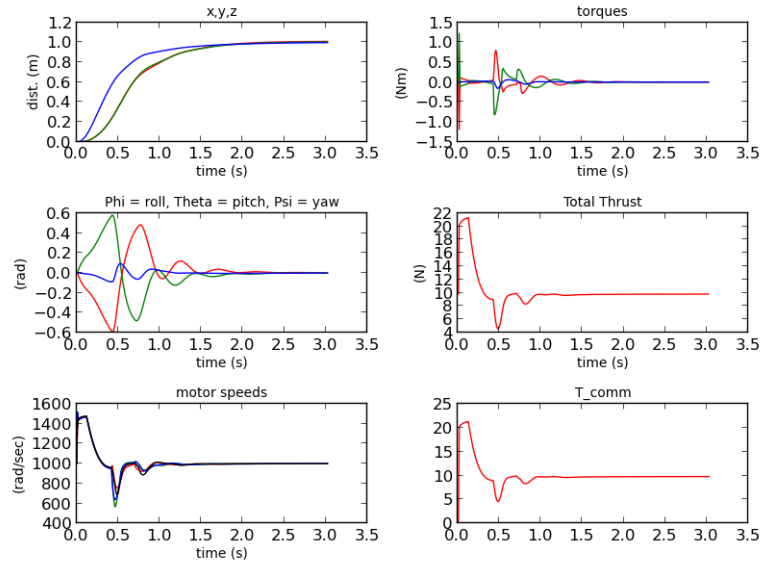 x,y,z
dist. (m)
1.2
1.0
0.8
0.6
0.4
0.2
0.0
0.0 0.5 1.0 1.5 2.0 2.5 3.0 3.5
time (s)
torques
(Nm)
1.5
1.0
0.5
0.0
−0.5
−1.0
−1.5
0.0 0.5 1.0 1.5 2.0 2.5 3.0 3.5
time (s)
Phi = roll, Theta = pitch, Psi = yaw
(rad)
0.6
0.4
0.2
0.0
−0.2
−0.4
−0.6
0.0 0.5 1.0 1.5 2.0 2.5 3.0 3.5
time (s)
Total Thrust
(N)
22
20
18
16
14
12
10
8
6
4
0.0 0.5 1.0 1.5 2.0 2.5 3.0 3.5
time (s)
motor speeds
(rad/sec)
1600
1400
1200
1000
800
600
400
0.0 0.5 1.0 1.5 2.0 2.5 3.0 3.5
time (s)
T_comm
25
20
15
10
5
0
0.0 0.5 1.0 1.5 2.0 2.5 3.0 3.5
time (s)